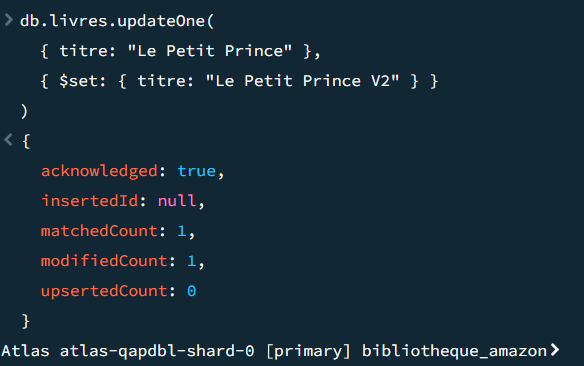 > db.livres.updateOne(
{ titre: "Le Petit Prince" },
{ $set: { titre: "Le Petit Prince V2" } }
)
< {
acknowledged: true,
insertedId: null,
matchedCount: 1,
modifiedCount: 1,
upsertedCount: 0
}
Atlas atlas-qapdbl-shard-0 [primary] bibliotheque_amazon>